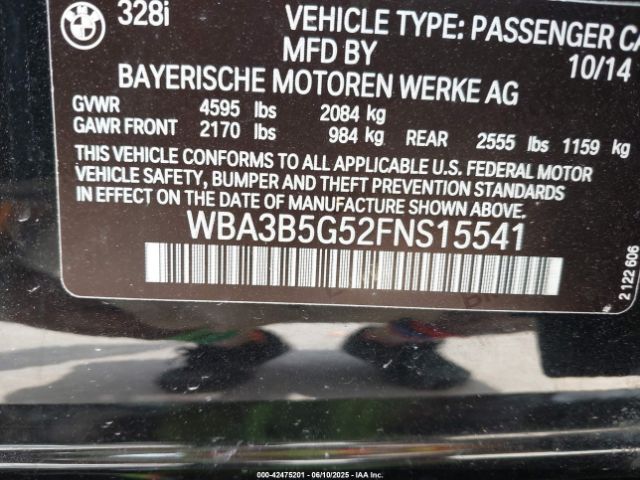 BMW
328i
VEHICLE TYPE: PASSENGER CA
MFD BY 10/14
BAYERISCHE MOTOREN WERKE AG
GVWR 4595 lbs 2084 kg
GAWR FRONT 2170 lbs 984 kg REAR 2555 lbs 1159 kg
THIS VEHICLE CONFORMS TO ALL APPLICABLE U.S. FEDERAL MOTOR
VEHICLE SAFETY, BUMPER AND THEFT PREVENTION STANDARDS
IN EFFECT ON THE DATE OF MANUFACTURE SHOWN ABOVE.
WBA3B5G52FNS15541
2122606
000-42475201 - 06/10/2025 - IAA Inc.